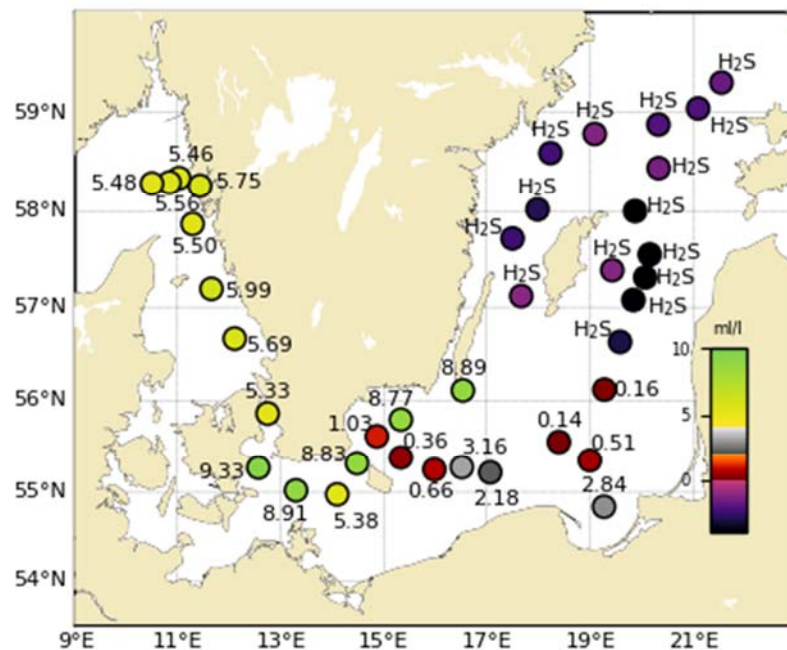 H₂S
59°N
H₂S
H₂S
H₂S
H₂S
5.46
5.48
5.75
H₂S
5.56
58°N
H₂S
H₂S
5.50
H₂S
H₂S
H₂S
5.99
H₂S
57°N
H₂S
H₂S
ml/l
5.69
10
8.89
5.33
0.16
56°N
8.77
5
1.03
0.14
0.36
3.16
0.51
8.83
9.33
0
2.84
55°N
0.66
2.18
8.91
5.38
54°N
9°E
11°E
13°E
15°E
17°E
19°E
21°E